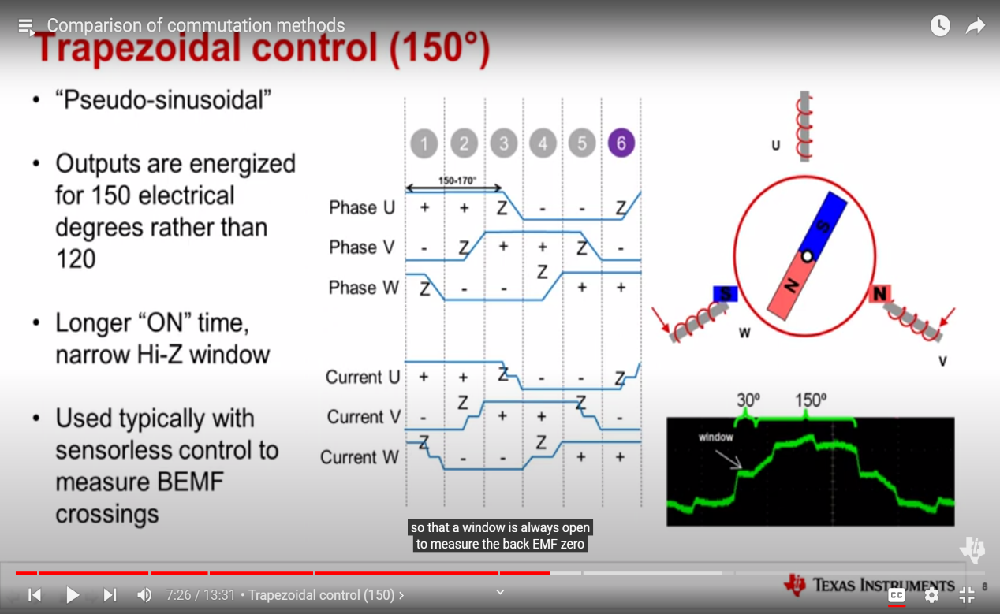 Comparison of commutation methods
Trapezoidal control (150°)
• “Pseudo-sinusoidal”
• Outputs are energized
for 150 electrical
degrees rather than
120
• Longer “ON” time,
narrow Hi-Z window
• Used typically with
sensorless control to
measure BEMF
crossings
1 2 3 4 5 6
150-170°
Phase U + + Z - - Z
Phase V - Z + + Z -
Phase W Z - - Z + +
Current U + + Z - - Z
Current V - Z + + Z -
Current W Z - - Z + +
U
S
N
S
N
W
V
30º 150º
window
so that a window is always open
to measure the back EMF zero
7:26 / 13:31 • Trapezoidal control (150) >
TEXAS INSTRUMENTS
8
CC